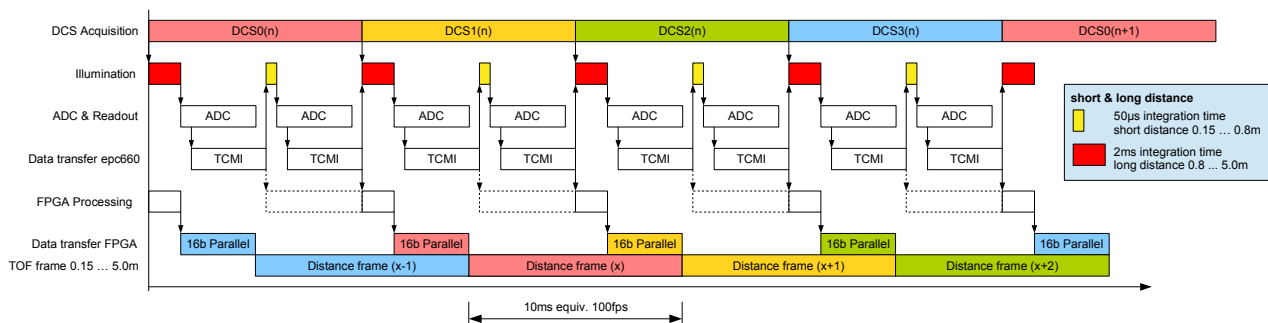 DCS Acquisition
DCS0(n) DCS1(n) DCS2(n) DCS3(n) DCS0(n+1)
Illumination
short & long distance
50µs integration time
short distance 0.15 … 0.8m
2ms integration time
long distance 0.8 ... 5.0m
ADC & Readout
ADC ADC ADC ADC ADC ADC ADC ADC
Data transfer epc660
TCMI TCMI TCMI TCMI TCMI TCMI TCMI TCMI
FPGA Processing
Data transfer FPGA
16b Parallel 16b Parallel 16b Parallel 16b Parallel 16b Parallel
TOF frame 0.15 … 5.0m
Distance frame (x-1) Distance frame (x) Distance frame (x+1) Distance frame (x+2)
10ms equiv. 100fps